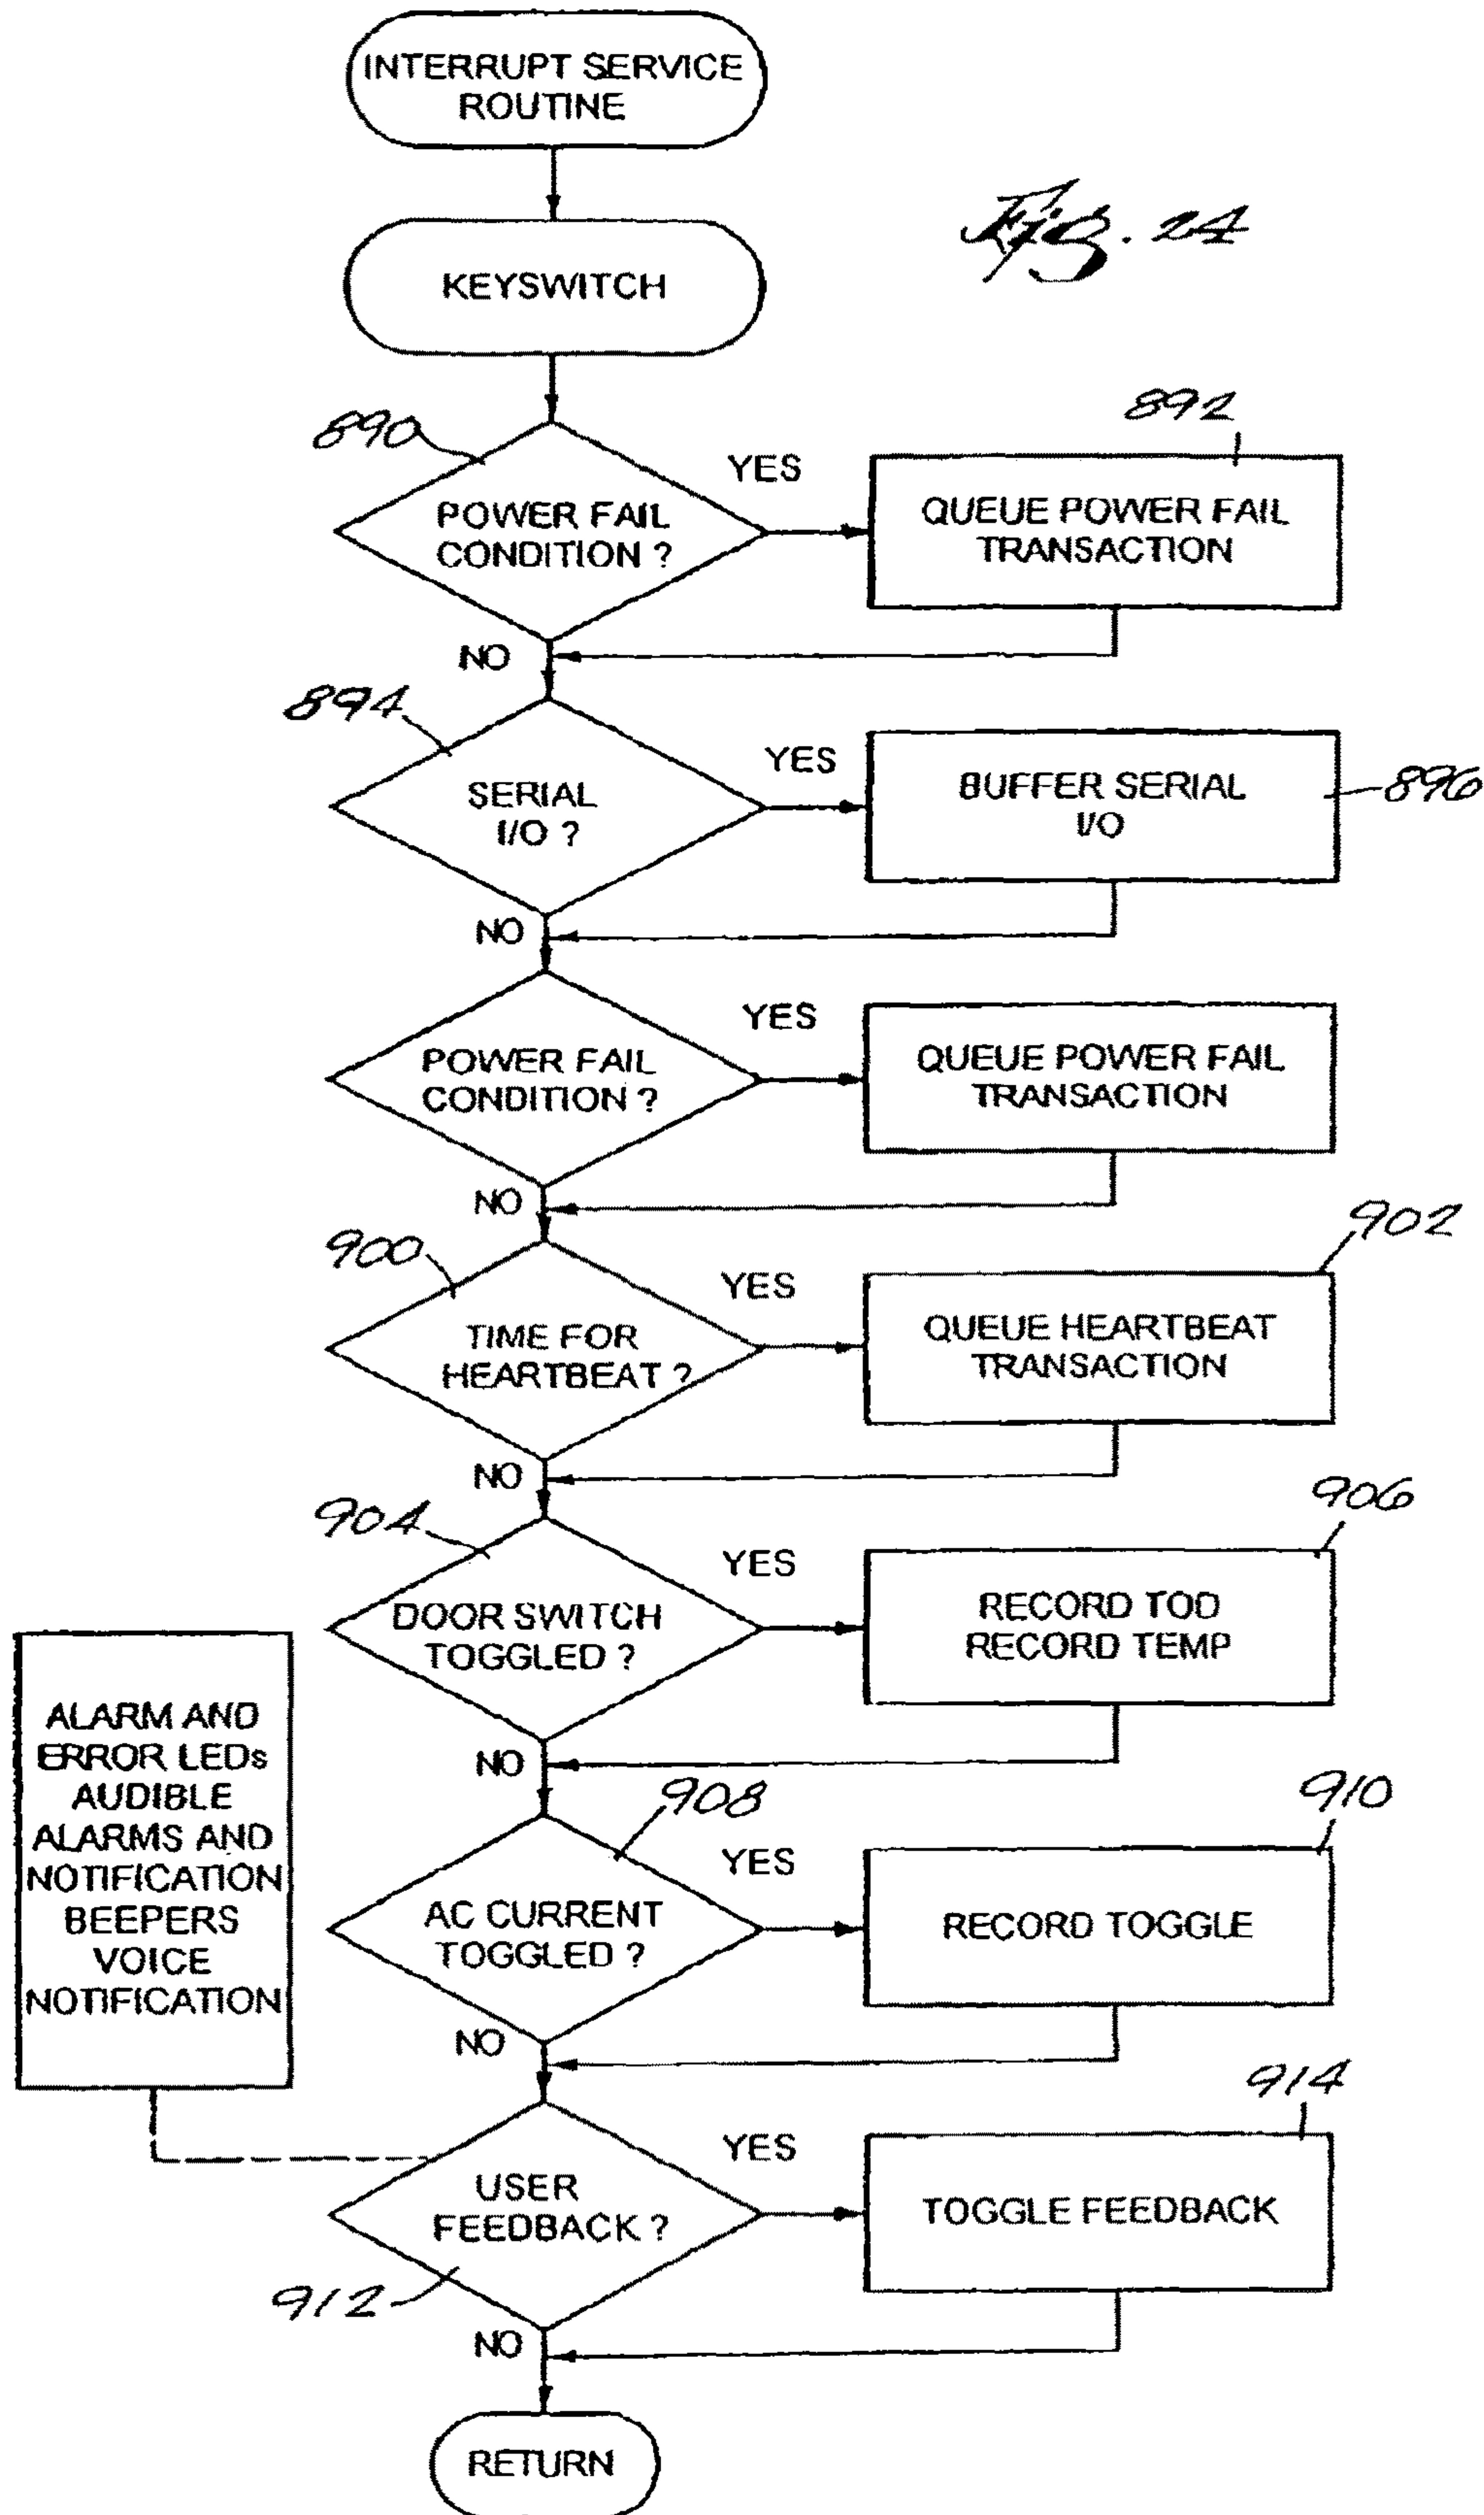 INTERRUPT SERVICE
ROUTINE
Fig. 24
KEYSWITCH
890
892
YES
POWER FAIL
CONDITION ?
QUEUE POWER FAIL
TRANSACTION
NO
894
YES
SERIAL
I/O ?
BUFFER SERIAL
I/O
896
NO
YES
POWER FAIL
CONDITION ?
QUEUE POWER FAIL
TRANSACTION
NO
900
902
YES
TIME FOR
HEARTBEAT ?
QUEUE HEARTBEAT
TRANSACTION
NO
904
906
YES
DOOR SWITCH
TOGGLED ?
RECORD TOD
RECORD TEMP
NO
ALARM AND
ERROR LEDs
AUDIBLE
ALARMS AND
NOTIFICATION
BEEPERS
VOICE
NOTIFICATION
908
910
YES
AC CURRENT
TOGGLED ?
RECORD TOGGLE
NO
914
YES
USER
FEEDBACK ?
TOGGLE FEEDBACK
912
NO
RETURN